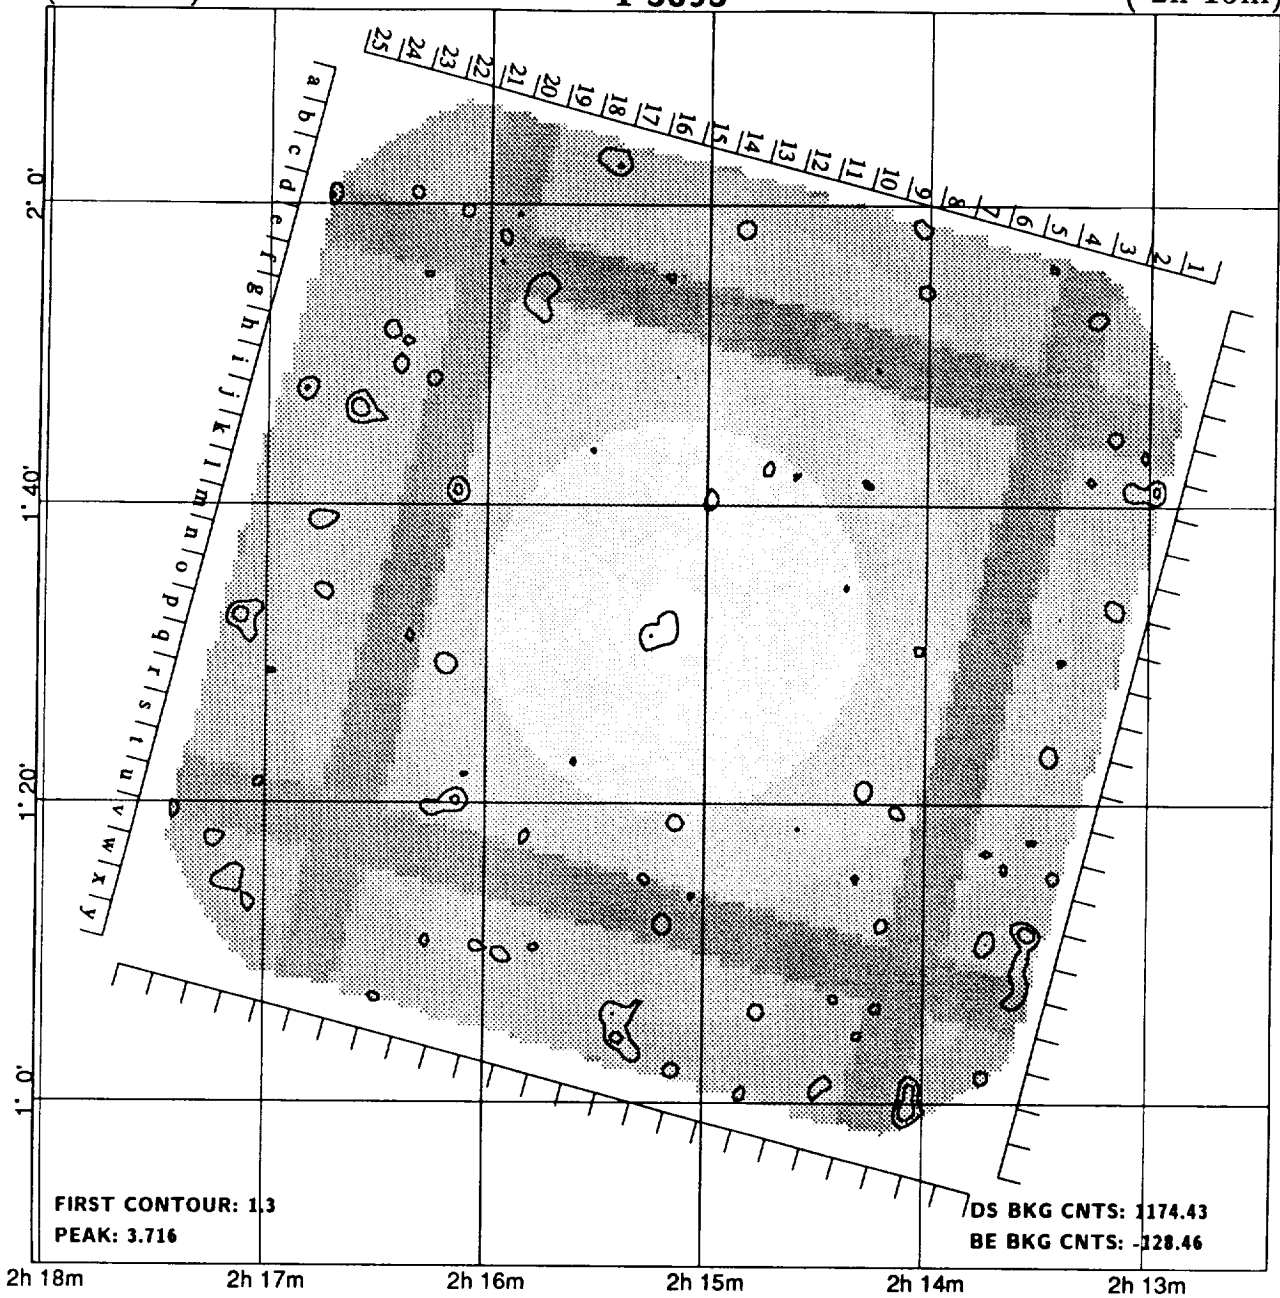 25 24 23 22 21 20 19 18 17 16 15 14 13 12 11 10 9 8 7 6 5 4 3 2 1
a b c d e f g h i j k l m n o p q r s t u v w x y
2° 0'
1° 40'
1° 20'
1° 0'
FIRST CONTOUR: 1.3
PEAK: 3.716
DS BKG CNTS: 1174.43
BE BKG CNTS: -128.46
2h 18m 2h 17m 2h 16m 2h 15m 2h 14m 2h 13m